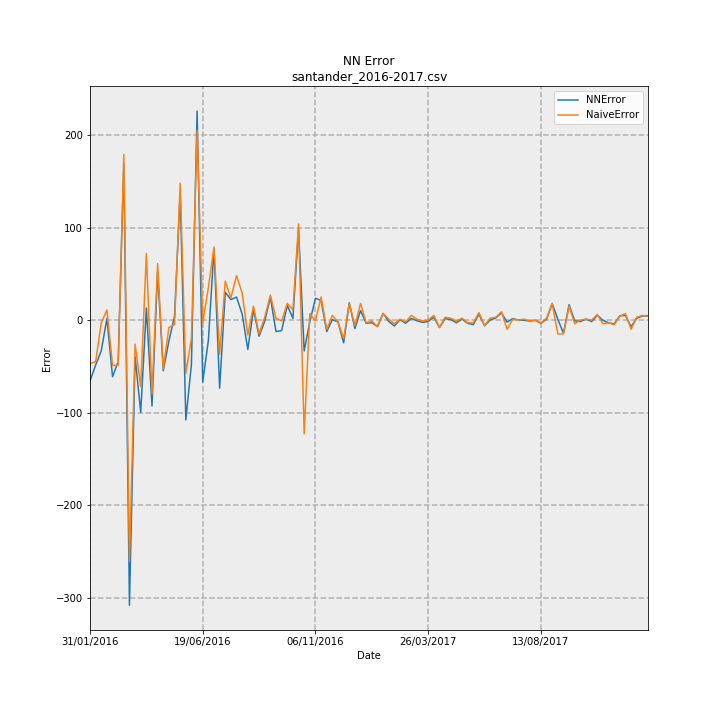 NN Error
santander_2016-2017.csv
NNError
NaiveError
200
100
0
−100
−200
−300
Error
31/01/2016 19/06/2016 06/11/2016 26/03/2017 13/08/2017
Date